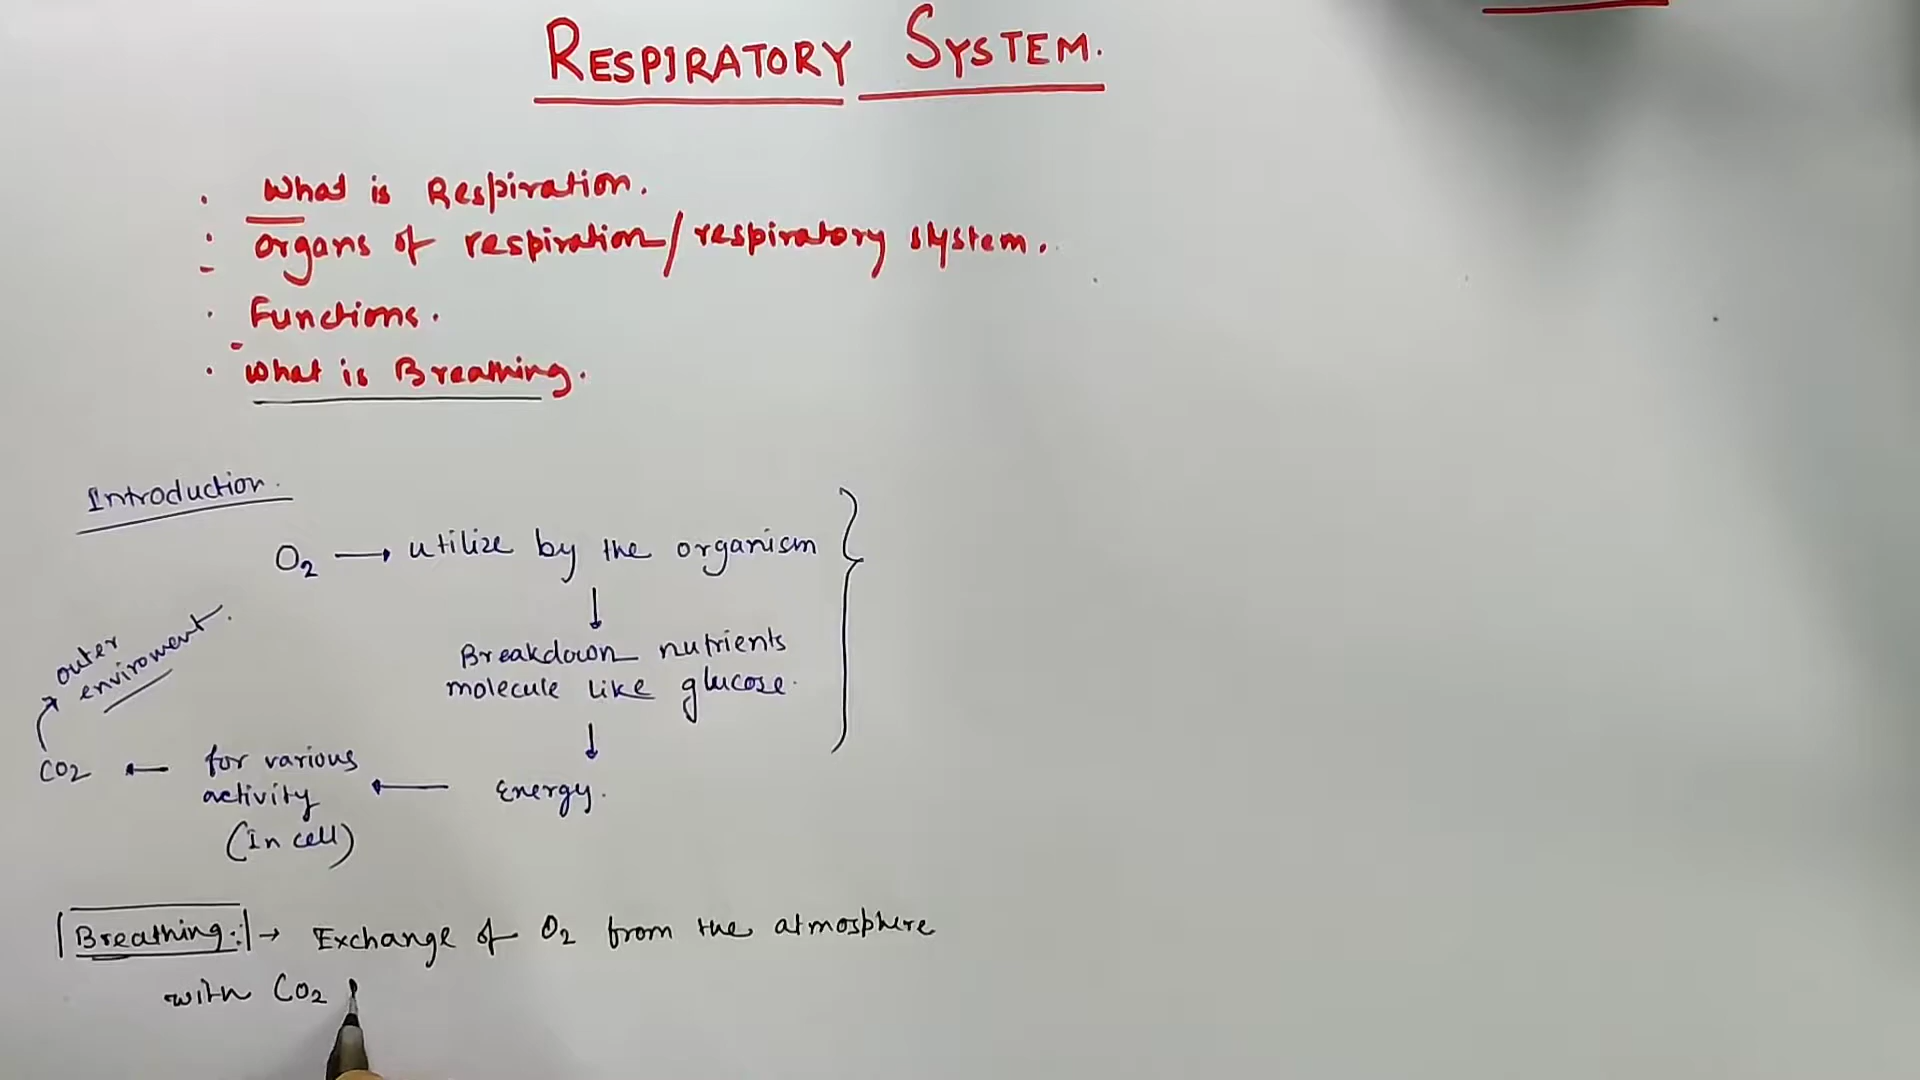 RESPIRATORY SYSTEM.
. What is Respiration.
. organs of respiration/respiratory system.
. Functions.
. what is Breathing.
Introduction.
O2 → utilize by the organism
↓
Breakdown nutrients
molecule like glucose.
↓
Energy.
←
for various
activity
(In cell)
←
CO2
outer
enviroment.
Breathing: → Exchange of O2 from the atmosphere
with CO2